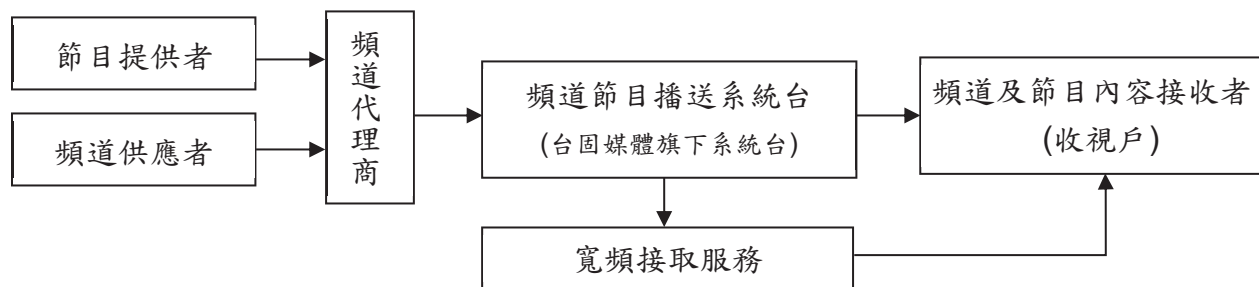 節目提供者
頻道供應者
頻道代理商
頻道節目播送系統台
(台固媒體旗下系統台)
寬頻接取服務
頻道及節目內容接收者
(收視戶)